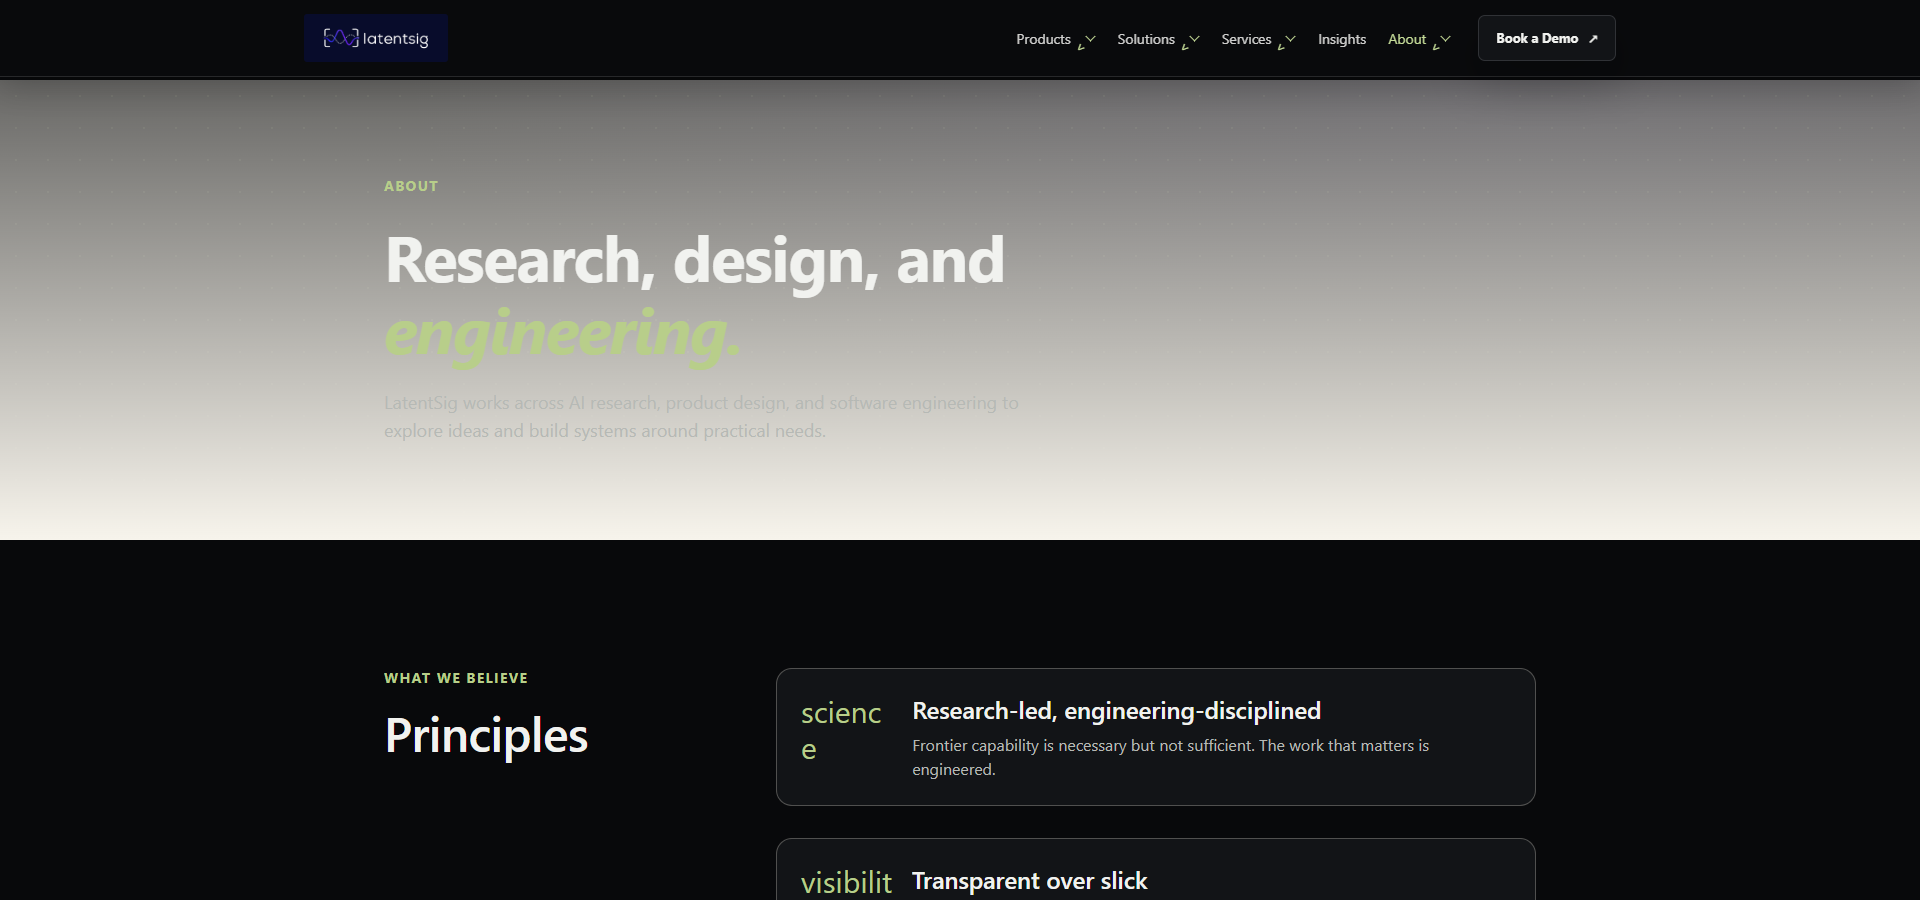 latentsig
Products
Solutions
Services
Insights
About
Book a Demo ↗
ABOUT
Research, design, and
engineering.
LatentSig works across AI research, product design, and software engineering to
explore ideas and build systems around practical needs.
WHAT WE BELIEVE
Principles
scienc
e
Research-led, engineering-disciplined
Frontier capability is necessary but not sufficient. The work that matters is
engineered.
visibilit
Transparent over slick